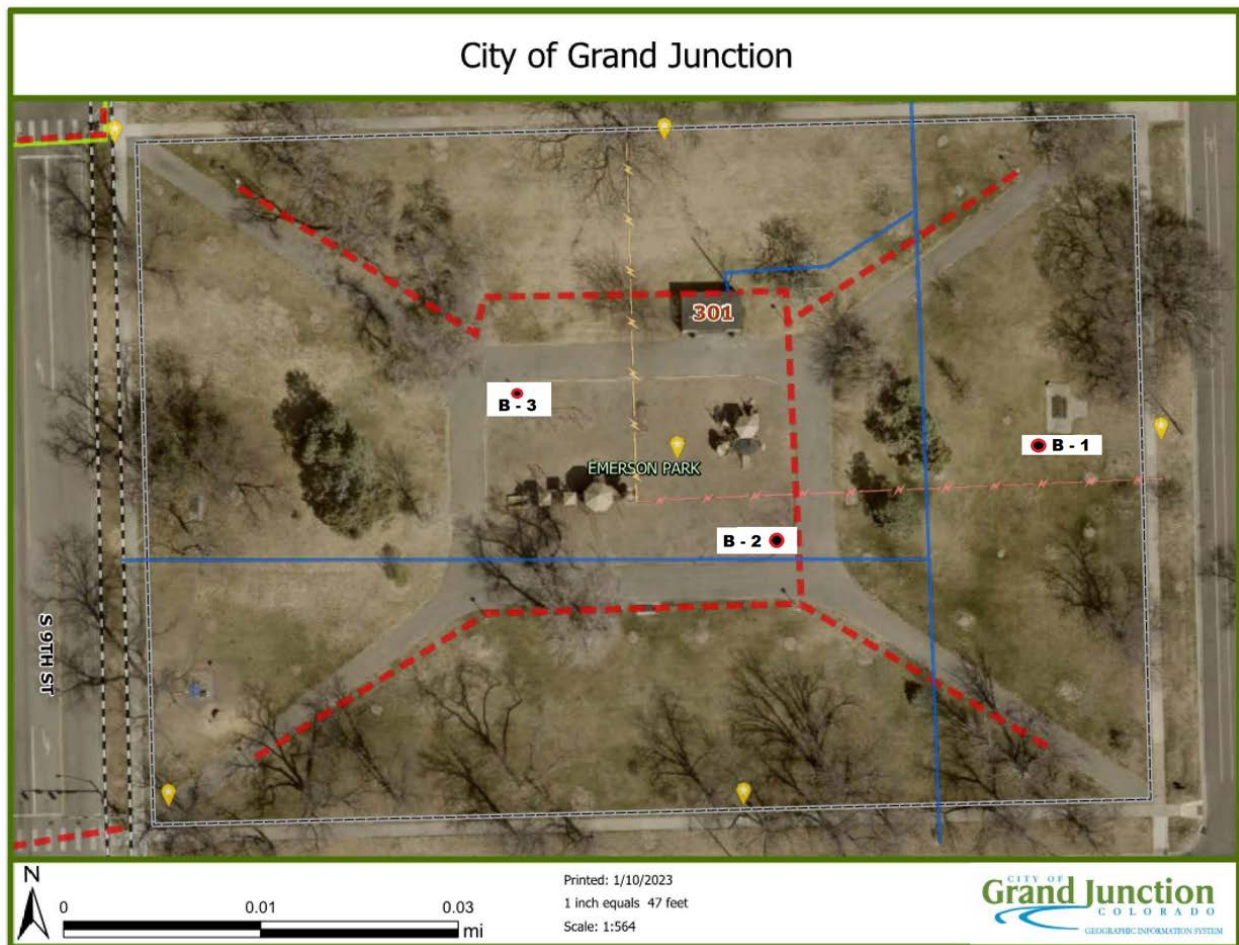 City of Grand Junction
301
B - 3
B - 1
EMERSON PARK
B - 2
S 9TH ST
N
0 0.01 0.03
mi
Printed: 1/10/2023
1 inch equals 47 feet
Scale: 1:564
CITY OF
Grand Junction
COLORADO
GEOGRAPHIC INFORMATION SYSTEM